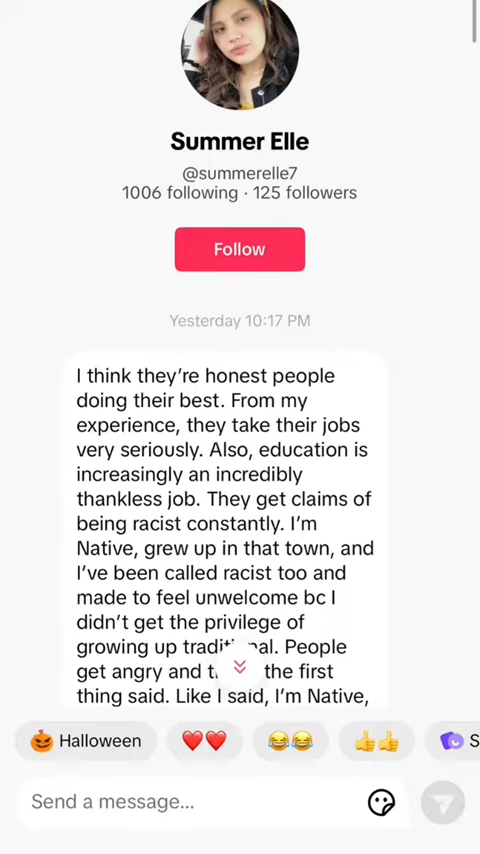 Summer Elle
@summerelle7
1006 following · 125 followers
Follow
Yesterday 10:17 PM
I think they're honest people
doing their best. From my
experience, they take their jobs
very seriously. Also, education is
increasingly an incredibly
thankless job. They get claims of
being racist constantly. I'm
Native, grew up in that town, and
I've been called racist too and
made to feel unwelcome bc I
didn't get the privilege of
growing up traditional. People
get angry and the first
thing said. Like I said, I'm Native,
🎃 Halloween
❤️❤️
😂😂
👍👍
S
Send a message...